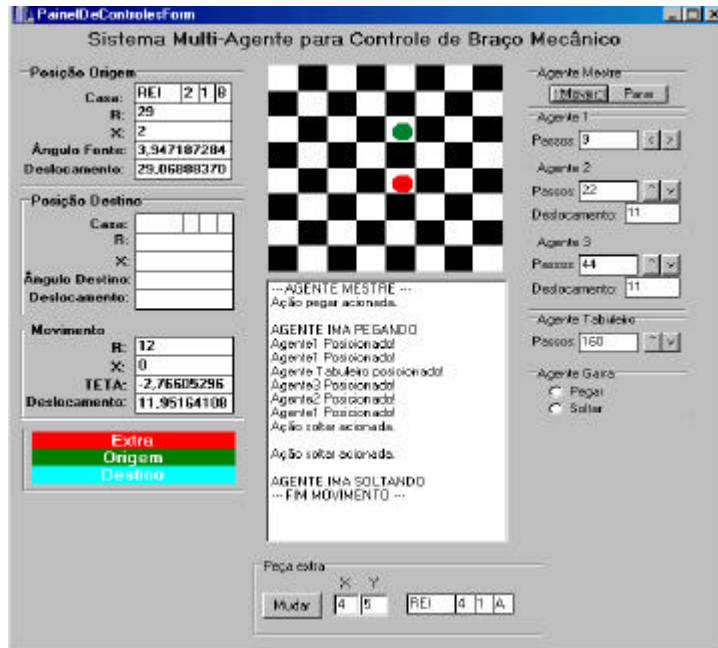 PainelDeControlesForm
Sistema Multi-Agente para Controle de Braço Mecânico
Posição Origem
Casa: REI 2 1 B
R: 29
X: 2
Ângulo Fonte: 3,947187284
Deslocamento: 29,06888370
Posição Destino
Casa:
R:
X:
Ângulo Destino:
Deslocamento:
Movimento
R: 12
X: 0
TETA: -2,76605296
Deslocamento: 11,95164108
Extra
Origem
Destino
---AGENTE MESTRE ---
Ação pegar acionada.
AGENTE IMA PEGANDO
Agente1 Posicionado!
Agente1 Posicionado!
Agente Tabuleiro posicionado!
Agente3 Posicionado!
Agente2 Posicionado!
Agente1 Posicionado!
Ação soltar acionada.
Ação soltar acionada.
AGENTE IMA SOLTANDO
--- FIM MOVIMENTO ---
Agente Mestre
Mover Parar
Agente 1
Passos: 9 < >
Agente 2
Passos: 22 ^ v
Deslocamento: 11
Agente 3
Passos: 44 ^ v
Deslocamento: 11
Agente Tabuleiro
Passos: 160 ^ v
Agente Garra
Pegar
Soltar
Peça extra
X Y
Mudar 4 5 REI 4 1 A